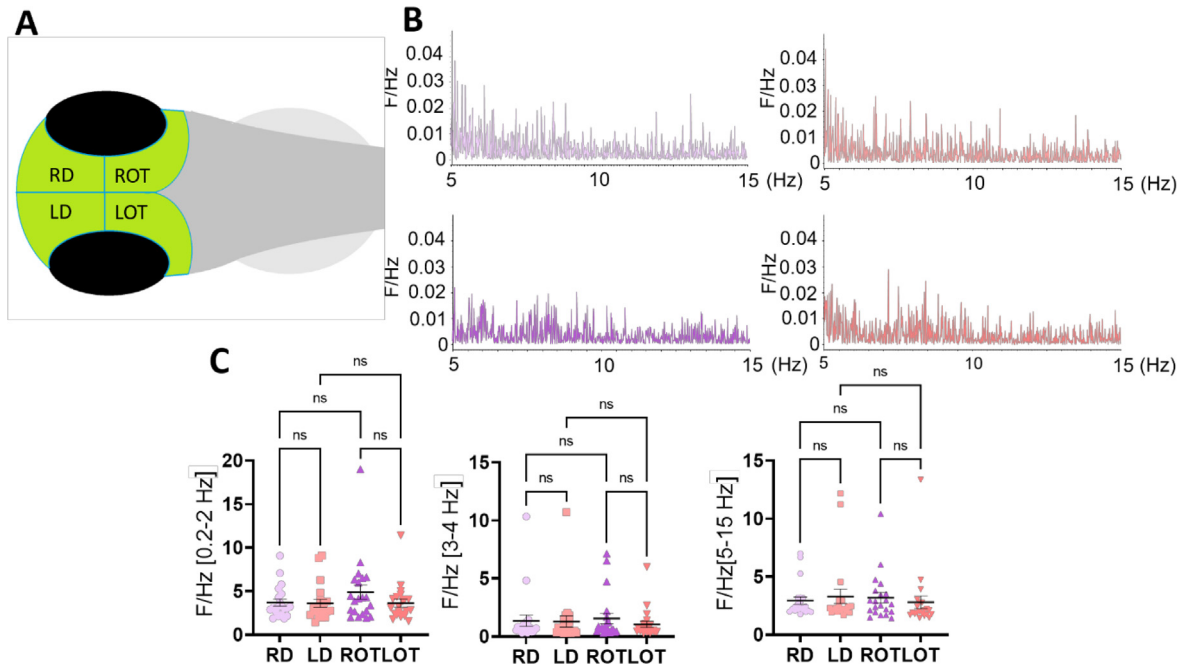 A
RD
ROT
LD
LOT
B
F/Hz
0.04
0.03
0.02
0.01
0
5
10
15
(Hz)
F/Hz
0.04
0.03
0.02
0.01
0
5
10
15
(Hz)
F/Hz
0.04
0.03
0.02
0.01
0
5
10
15
(Hz)
F/Hz
0.04
0.03
0.02
0.01
0
5
10
15
(Hz)
C
ns
ns
ns
ns
F/Hz [0.2-2 Hz]
20
15
10
5
0
RD LD ROT LOT
ns
ns
ns
ns
F/Hz [3-4 Hz]
15
10
5
0
RD LD ROT LOT
ns
ns
ns
ns
F/Hz[5-15 Hz]
15
10
5
0
RD LD ROT LOT